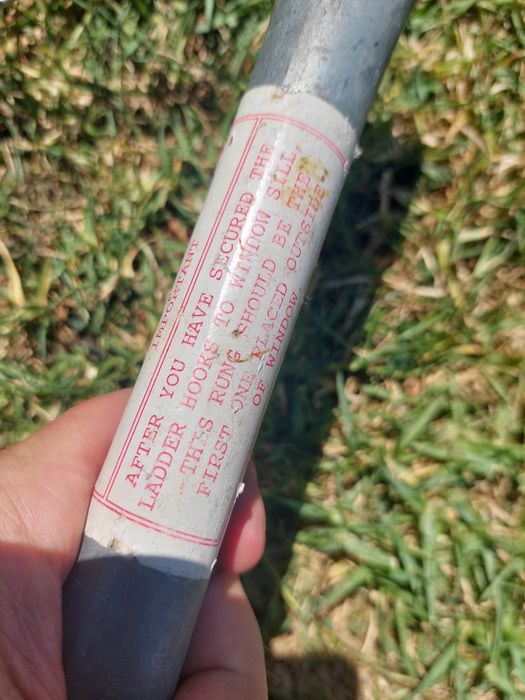 IMPORTANT
AFTER YOU HAVE SECURED THE
LADDER HOOKS TO WINDOW SILL,
THIS RUNG SHOULD BE THE
FIRST ONE PLACED OUTSIDE
OF WINDOW